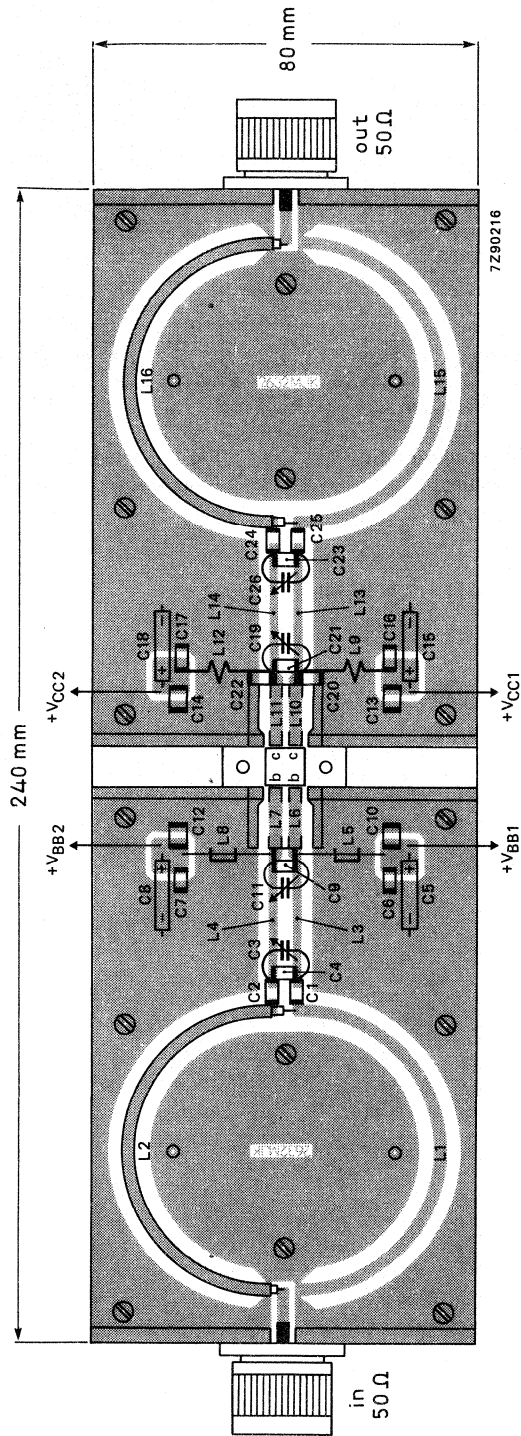 240 mm
80 mm
in
50 Ω
out
50 Ω
+VBB2
+VCC2
+VBB1
+VCC1
L2
L16
C8
C7
C12
L8
C14
C18
C17
L12
C2
C3
L4
C11
L7
L6
b c
b c
C22
L11
L10
C19
L14
C26
C24
C1
C4
L3
C9
C20
C21
L13
C23
C25
L5
L9
C6
C5
C10
C13
C16
C15
L1
L15
7Z90216